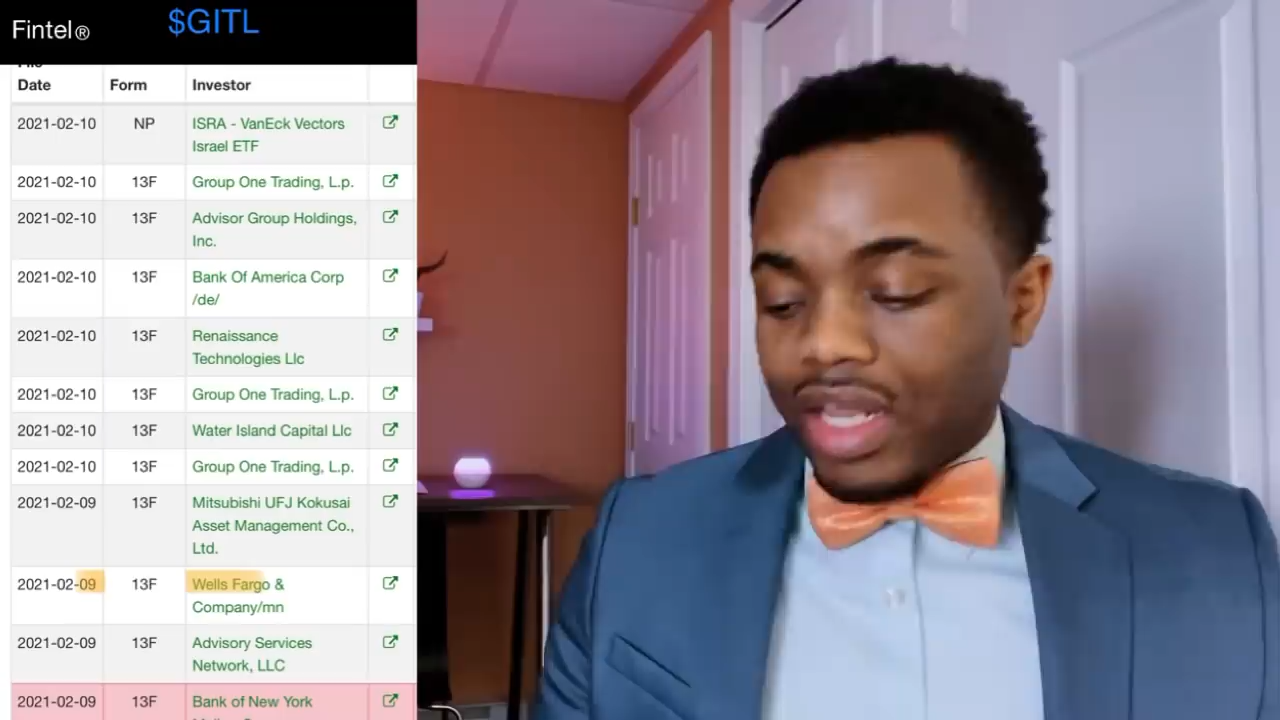 Fintel®
$GITL
Date Form Investor
2021-02-10 NP ISRA - VanEck Vectors
Israel ETF
2021-02-10 13F Group One Trading, L.p.
2021-02-10 13F Advisor Group Holdings,
Inc.
2021-02-10 13F Bank Of America Corp
/de/
2021-02-10 13F Renaissance
Technologies Llc
2021-02-10 13F Group One Trading, L.p.
2021-02-10 13F Water Island Capital Llc
2021-02-10 13F Group One Trading, L.p.
2021-02-09 13F Mitsubishi UFJ Kokusai
Asset Management Co.,
Ltd.
2021-02-09 13F Wells Fargo &
Company/mn
2021-02-09 13F Advisory Services
Network, LLC
2021-02-09 13F Bank of New York